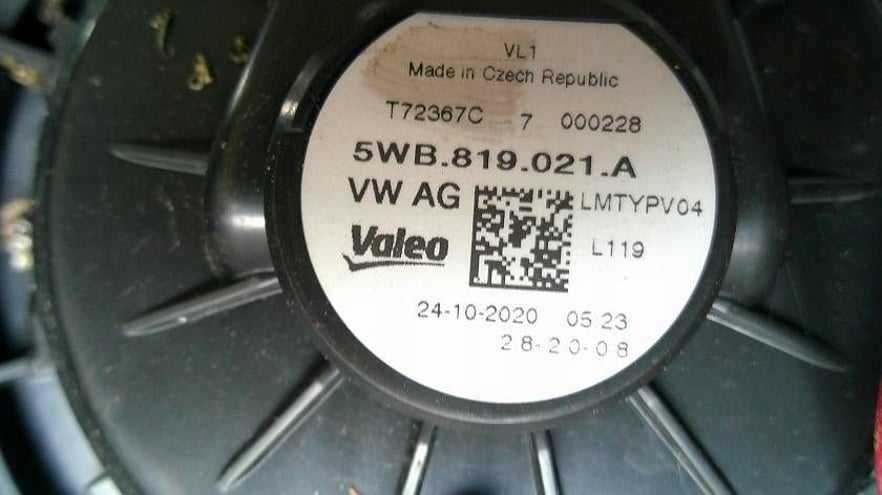 VL1
Made in Czech Republic
T72367C 7 000228
5WB.819.021.A
VW AG LMTYPV04
Valeo L119
24-10-2020 05:23
28-20-08